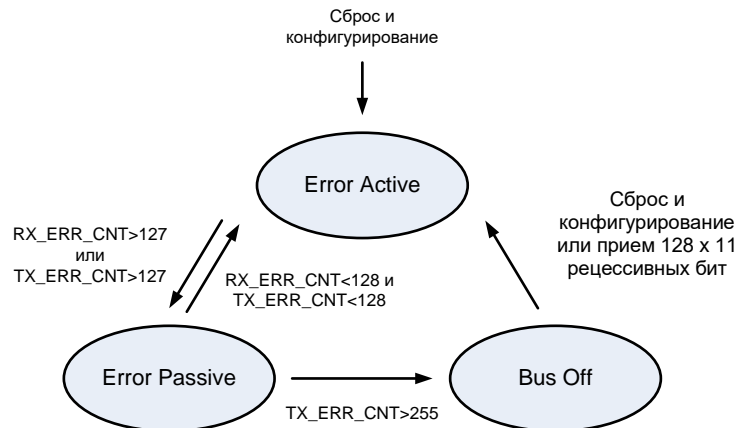 Сброс и
конфигурирование
Error Active
RX_ERR_CNT>127
или
TX_ERR_CNT>127
RX_ERR_CNT<128 и
TX_ERR_CNT<128
Сброс и
конфигурирование
или прием 128 x 11
рецессивных бит
Error Passive
TX_ERR_CNT>255
Bus Off